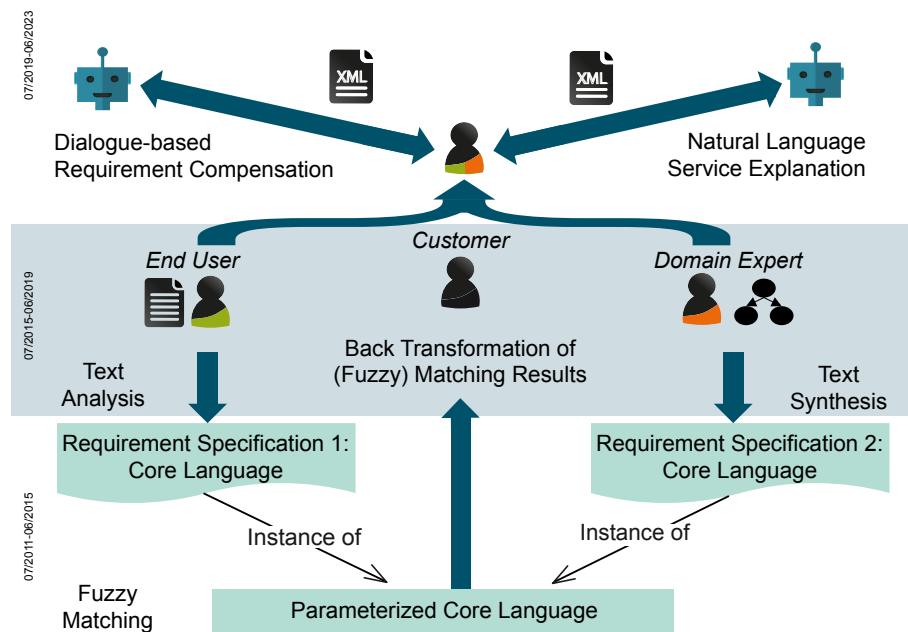 07/2019-06/2023
XML
XML
Dialogue-based
Requirement Compensation
Natural Language
Service Explanation
07/2015-06/2019
Customer
End User
Domain Expert
Back Transformation of
(Fuzzy) Matching Results
Text
Analysis
Text
Synthesis
07/2011-06/2015
Requirement Specification 1:
Core Language
Requirement Specification 2:
Core Language
Instance of
Instance of
Fuzzy
Matching
Parameterized Core Language